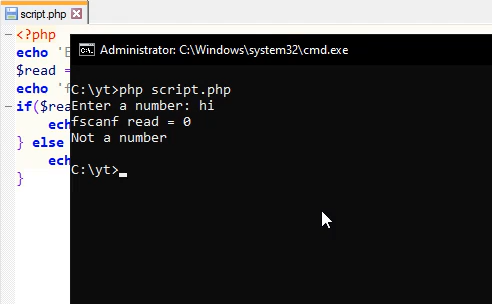 script.php
<?php
echo 'E
$read =
echo 'f
if($rea
ech
} else
ech
}
Administrator: C:\Windows\system32\cmd.exe
C:\yt>php script.php
Enter a number: hi
fscanf read = 0
Not a number
C:\yt>_